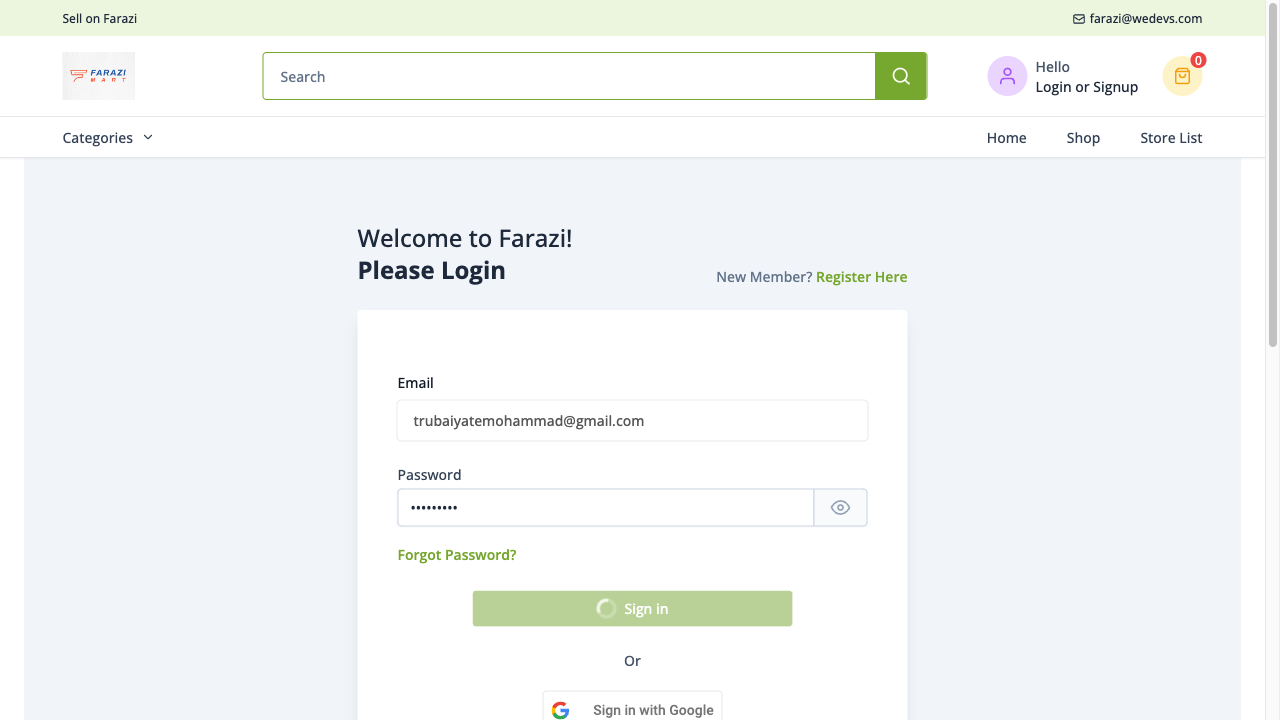 Sell on Farazi
farazi@wedevs.com
FARAZI
MART
Search
Hello
Login or Signup
0
Categories
Home
Shop
Store List
Welcome to Farazi!
Please Login
New Member? Register Here
Email
trubaiyatemohammad@gmail.com
Password
•••••••••
Forgot Password?
Sign in
Or
Sign in with Google